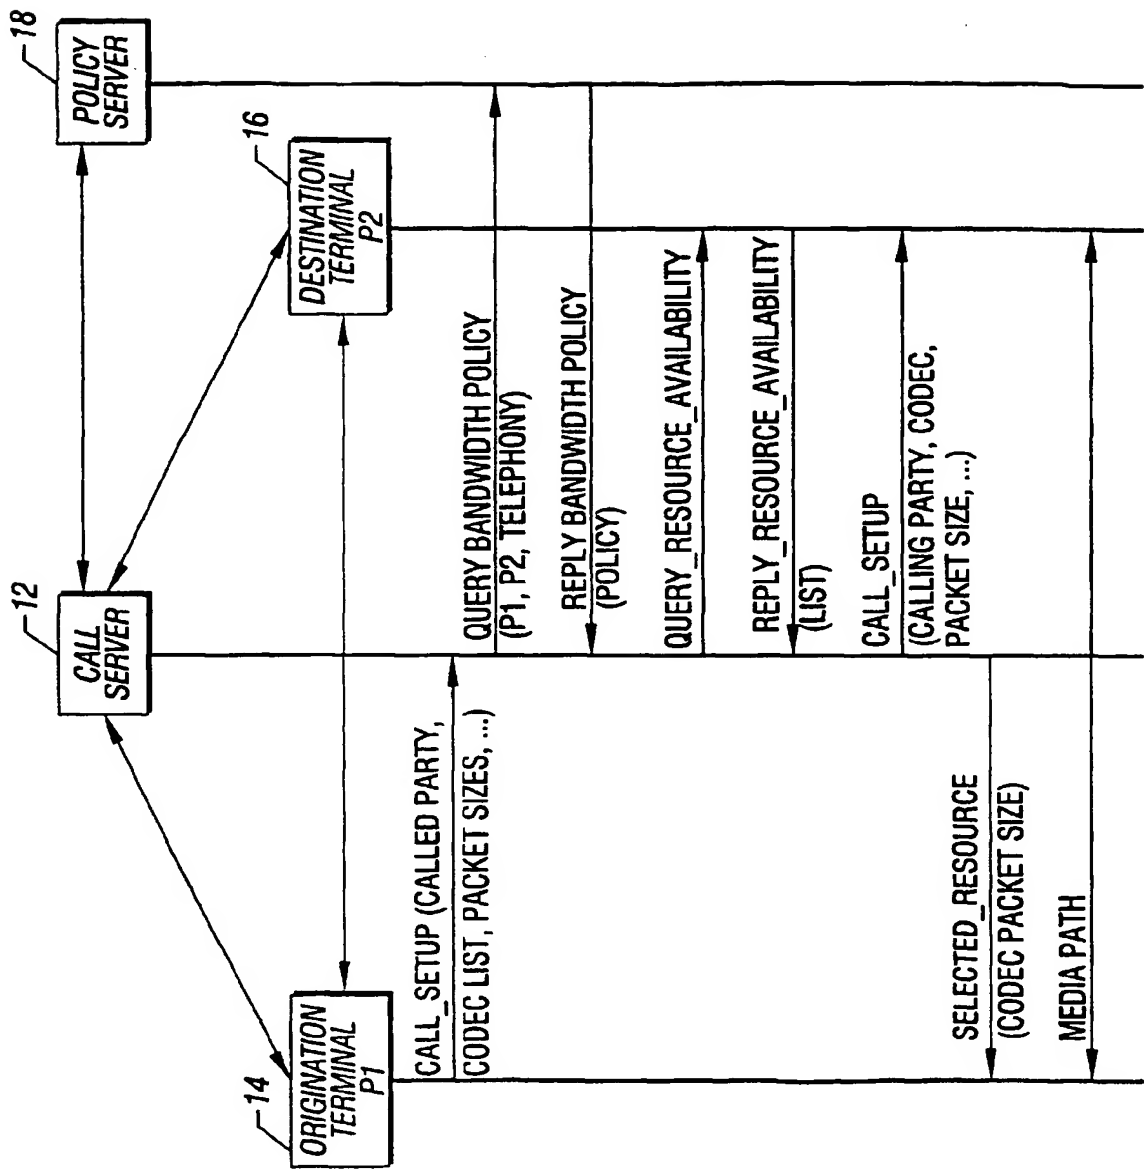 14
ORIGINATION
TERMINAL
P1
12
CALL
SERVER
16
DESTINATION
TERMINAL
P2
18
POLICY
SERVER
CALL_SETUP (CALLED PARTY,
CODEC LIST, PACKET SIZES, ...)
QUERY BANDWIDTH POLICY
(P1, P2, TELEPHONY)
REPLY BANDWIDTH POLICY
(POLICY)
QUERY_RESOURCE_AVAILABILITY
REPLY_RESOURCE_AVAILABILITY
(LIST)
CALL_SETUP
(CALLING PARTY, CODEC,
PACKET SIZE, ...)
SELECTED_RESOURCE
(CODEC PACKET SIZE)
MEDIA PATH